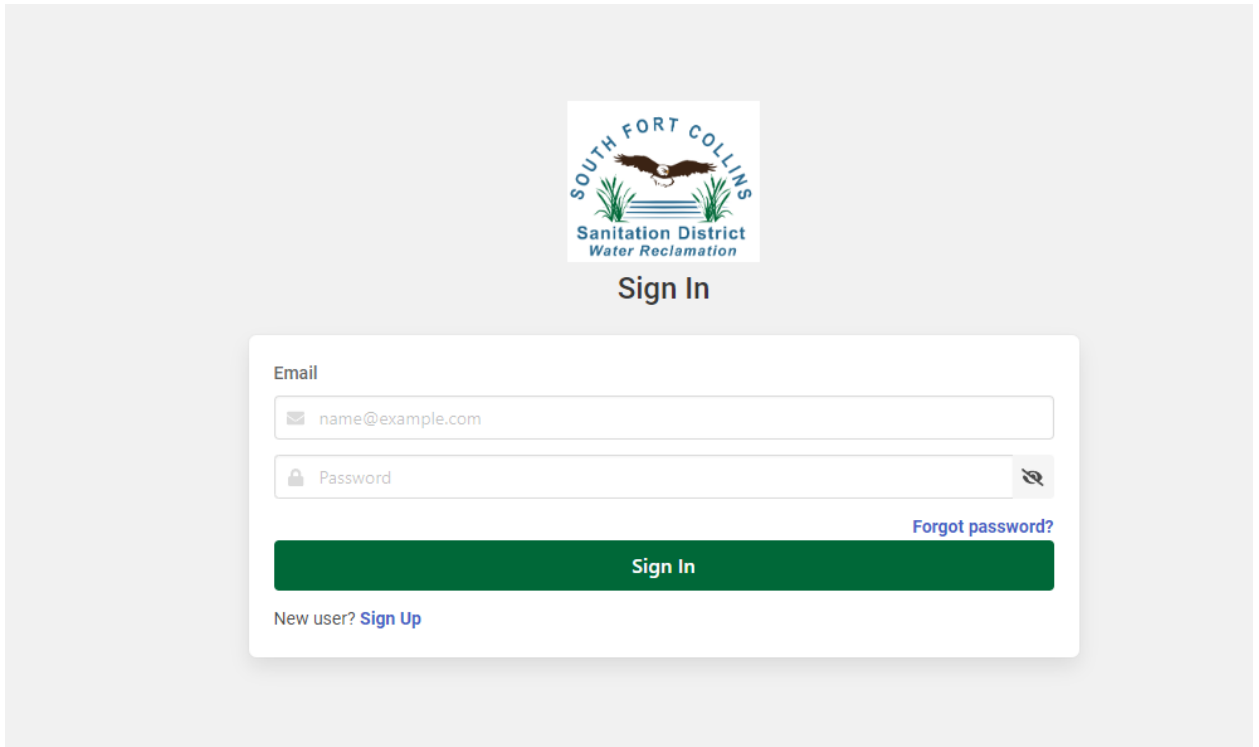 SOUTH FORT COLLINS
Sanitation District
Water Reclamation
Sign In
Email
name@example.com
Password
Forgot password?
Sign In
New user? Sign Up